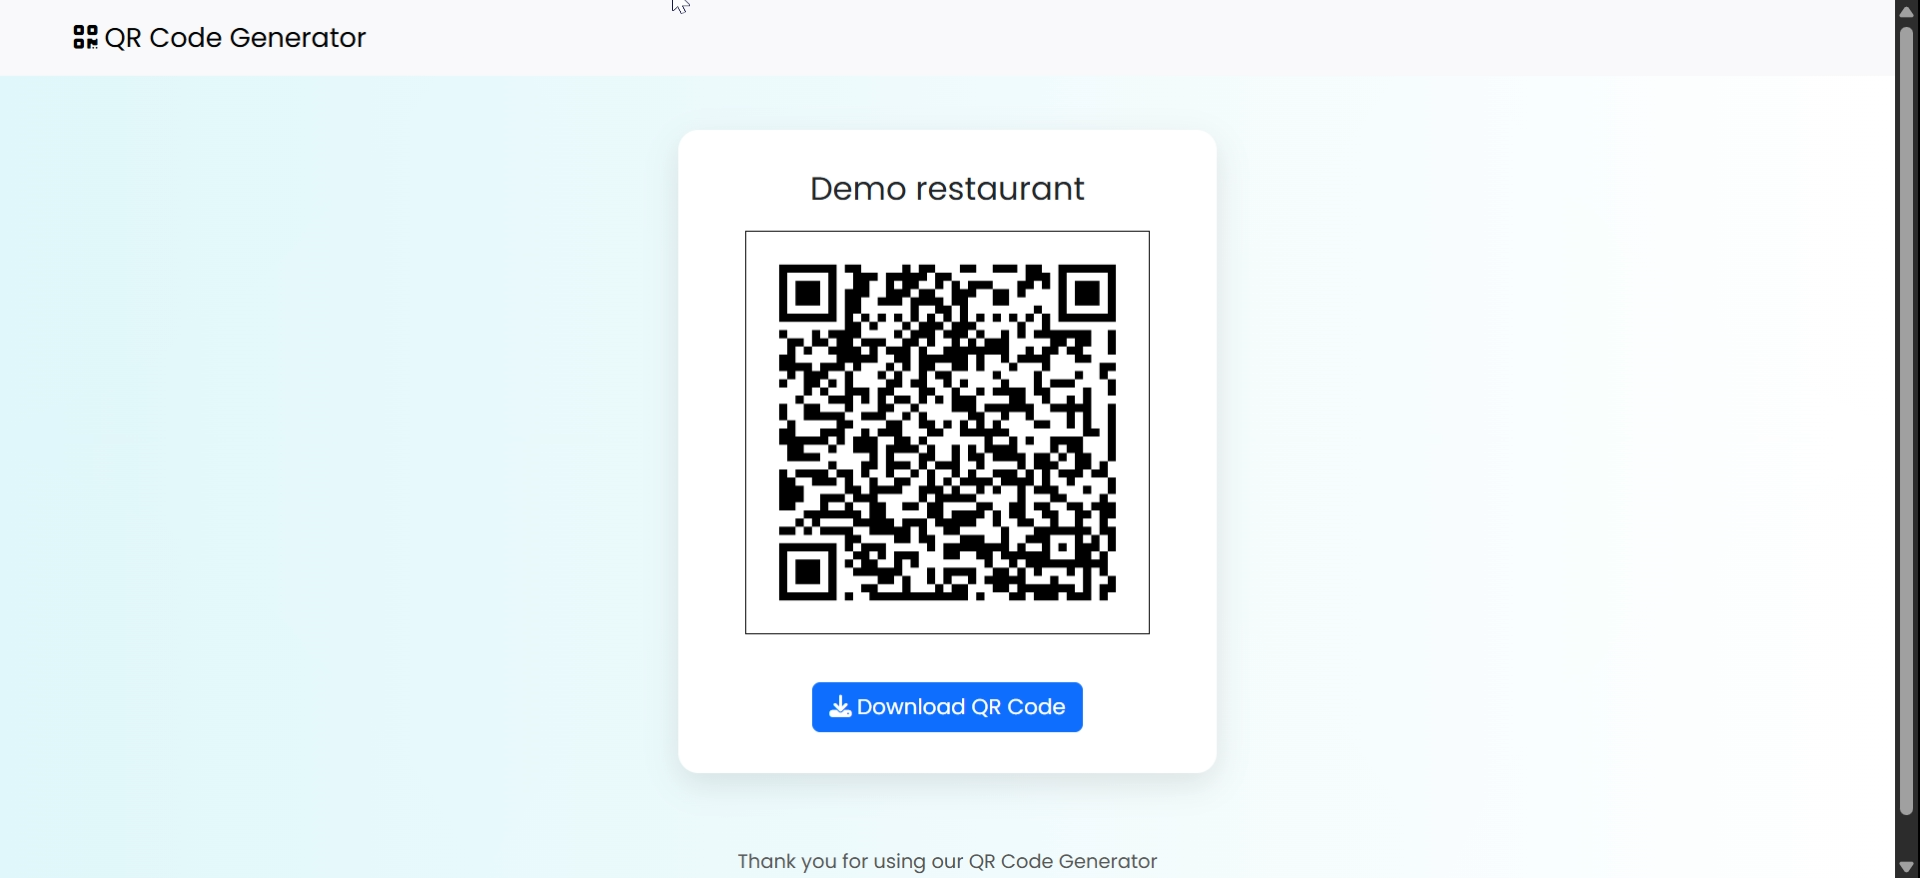 QR Code Generator
Demo restaurant
Download QR Code
Thank you for using our QR Code Generator